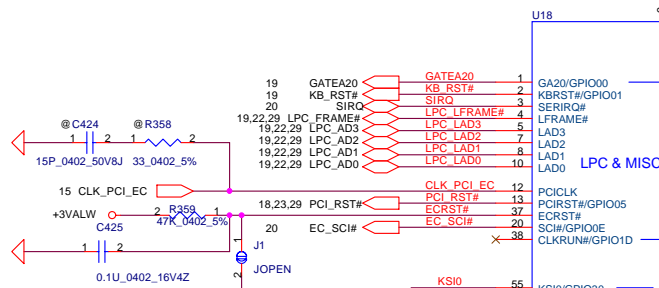 U18
19 GATEA20 GATEA20 1 GA20/GPIO00
19 KB_RST# KB_RST# 2 KBRST#/GPIO01
20 SIRQ SIRQ 3 SERIRQ#
19,22,29 LPC_FRAME# LPC_LFRAME# 4 LFRAME#
@ C424 @ R358 19,22,29 LPC_AD3 LPC_LAD3 5 LAD3
1 2 1 2 19,22,29 LPC_AD2 LPC_LAD2 7 LAD2
19,22,29 LPC_AD1 LPC_LAD1 8 LAD1
15P_0402_50V8J 33_0402_5% 19,22,29 LPC_AD0 LPC_LAD0 10 LAD0
LPC & MISC
15 CLK_PCI_EC CLK_PCI_EC 12 PCICLK
18,23,29 PCI_RST# PCI_RST# 13 PCIRST#/GPIO05
+3VALW 2 R359 1 ECRST# 37 ECRST#
47K_0402_5%
20 EC_SCI# EC_SCI# 20 SCI#/GPIO0E
C425 38 CLKRUN#/GPIO1D
1 2 1 J1
JOPEN
0.1U_0402_16V4Z 2
KSI0 55